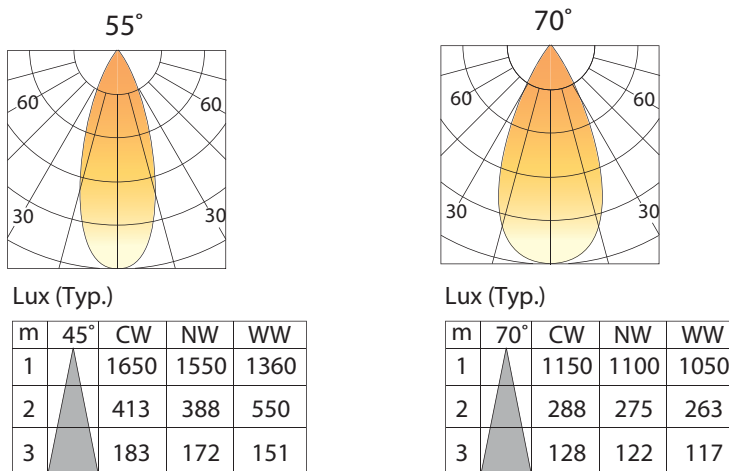 55°
60 60
30 30
Lux (Typ.)
m 45° CW NW WW
1 1650 1550 1360
2 413 388 550
3 183 172 151
70°
60 60
30 30
Lux (Typ.)
m 70° CW NW WW
1 1150 1100 1050
2 288 275 263
3 128 122 117